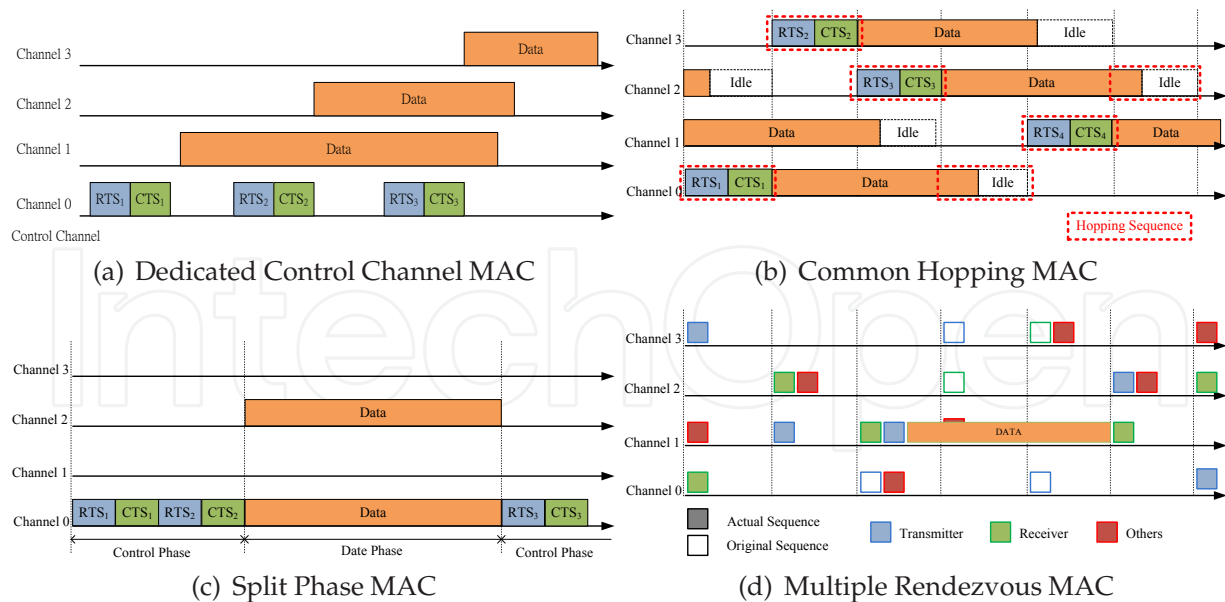 Channel 3
Data
Channel 2
Data
Channel 1
Data
Channel 0
RTS1 CTS1 RTS2 CTS2 RTS3 CTS3
Control Channel
(a) Dedicated Control Channel MAC
Channel 3
RTS2 CTS2 Data Idle
Channel 2
Idle RTS3 CTS3 Data Idle
Channel 1
Data Idle RTS4 CTS4 Data
Channel 0
RTS1 CTS1 Data Idle
Hopping Sequence
(b) Common Hopping MAC
Channel 3
Channel 2
Data
Channel 1
Channel 0
RTS1 CTS1 RTS2 CTS2 Data RTS3 CTS3
Control Phase Date Phase Control Phase
(c) Split Phase MAC
Channel 3
Channel 2
Channel 1
DATA
Channel 0
Actual Sequence
Original Sequence
Transmitter Receiver Others
(d) Multiple Rendezvous MAC
IntechOpen